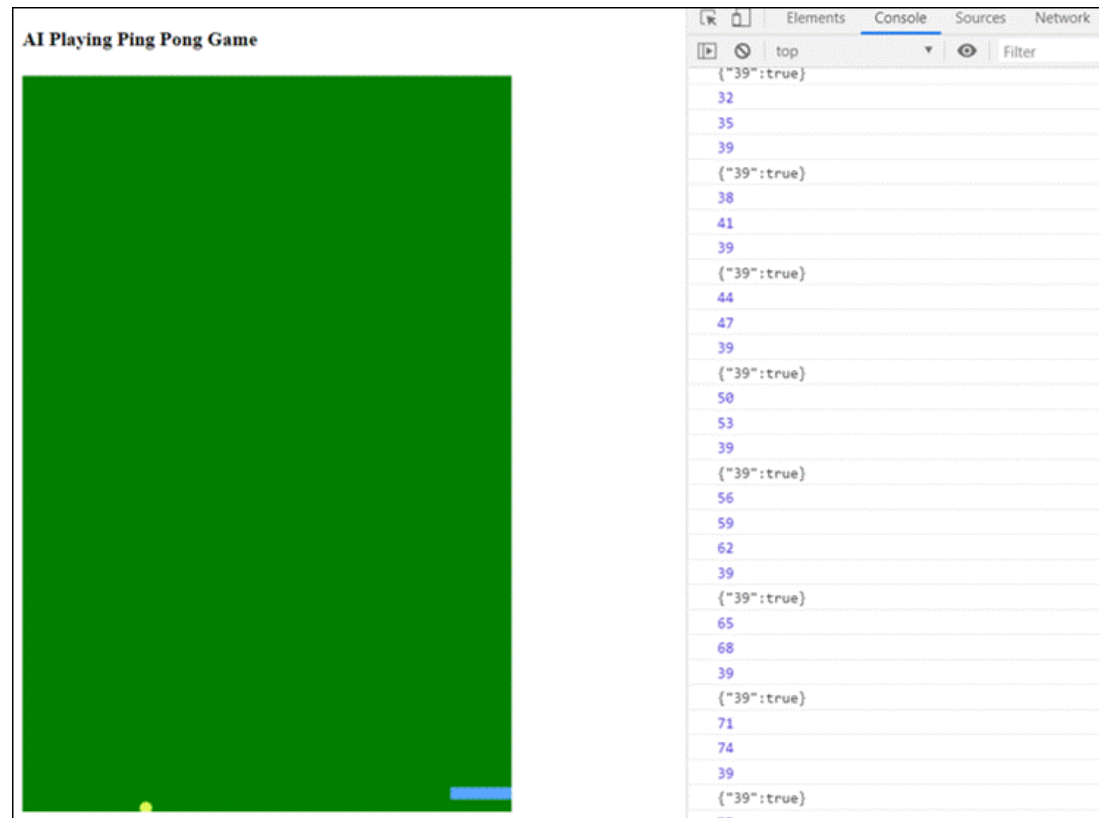 AI Playing Ping Pong Game
Elements Console Sources Network
top Filter
{"39":true}
32
35
39
{"39":true}
38
41
39
{"39":true}
44
47
39
{"39":true}
50
53
39
{"39":true}
56
59
62
39
{"39":true}
65
68
39
{"39":true}
71
74
39
{"39":true}